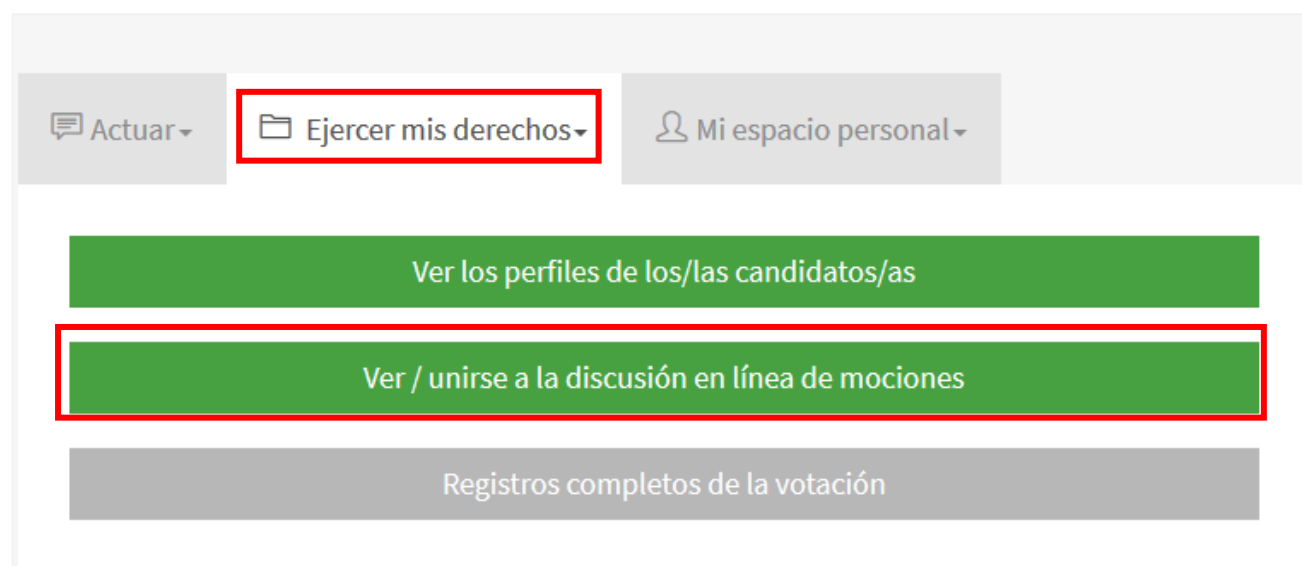 Actuar
Ejercer mis derechos
Mi espacio personal
Ver los perfiles de los/las candidatos/as
Ver / unirse a la discusión en línea de mociones
Registros completos de la votación